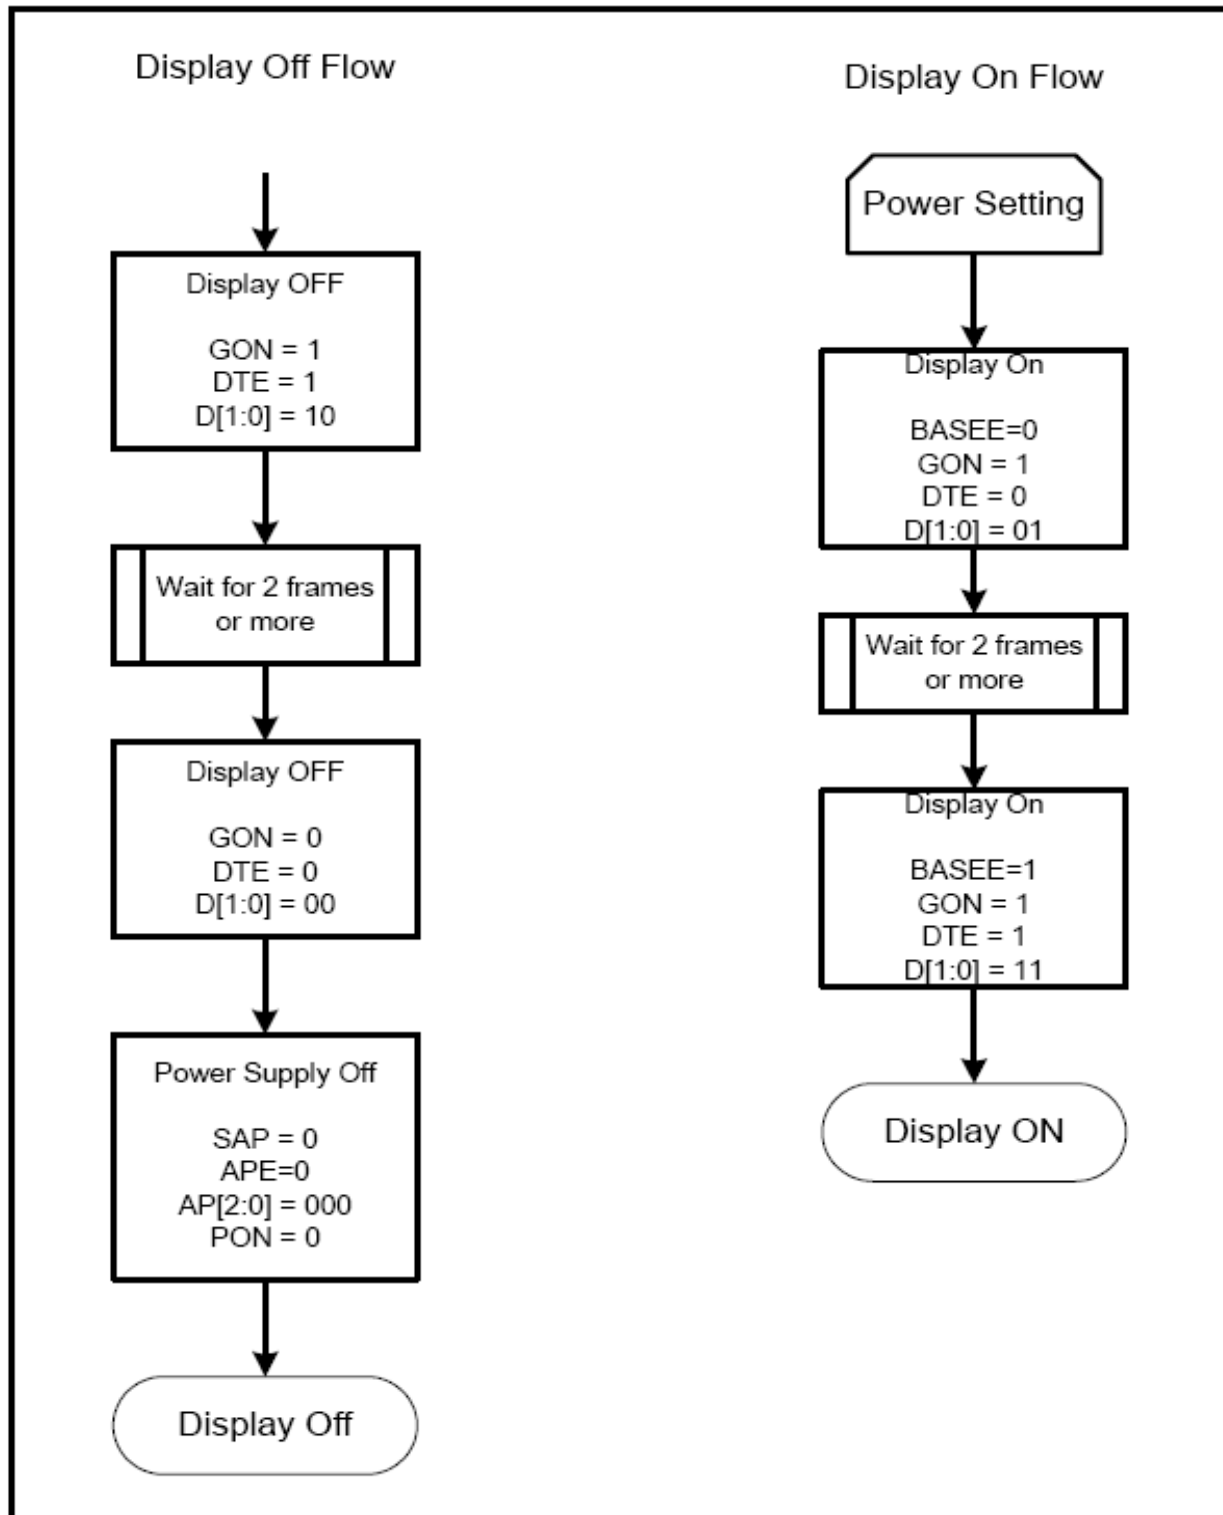 Display Off Flow
Display OFF
GON = 1
DTE = 1
D[1:0] = 10
Wait for 2 frames
or more
Display OFF
GON = 0
DTE = 0
D[1:0] = 00
Power Supply Off
SAP = 0
APE=0
AP[2:0] = 000
PON = 0
Display Off
Display On Flow
Power Setting
Display On
BASEE=0
GON = 1
DTE = 0
D[1:0] = 01
Wait for 2 frames
or more
Display On
BASEE=1
GON = 1
DTE = 1
D[1:0] = 11
Display ON